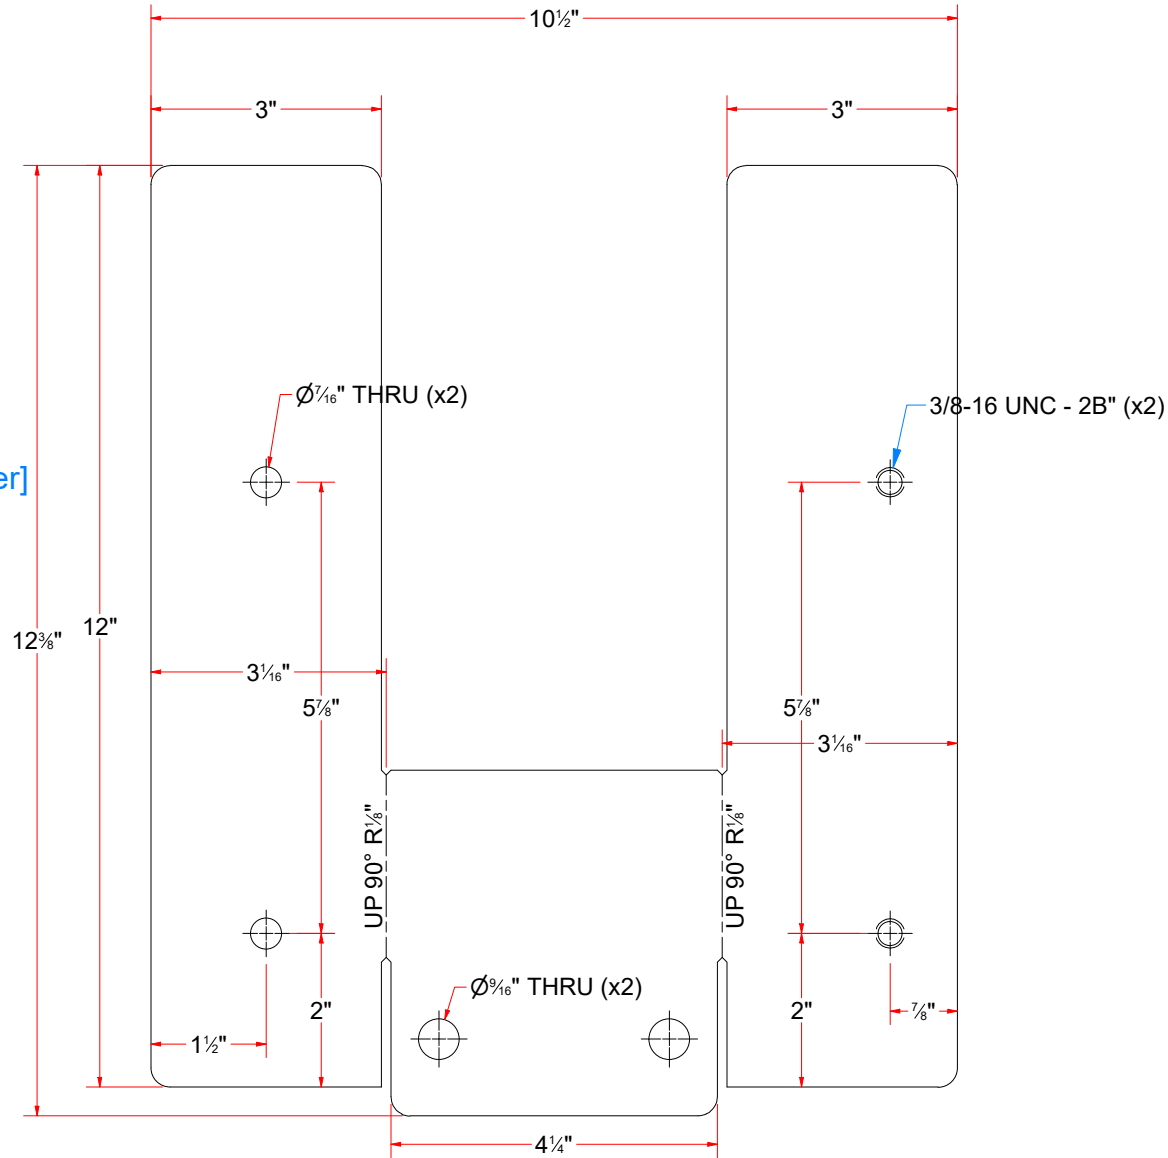 10½"
3"
3"
Ø⁷⁄₁₆" THRU (x2)
3/8-16 UNC - 2B" (x2)
er]
12"
12⅜"
3¹⁄₁₆"
5⅞"
5⅞"
3¹⁄₁₆"
UP 90° R⅛"
UP 90° R⅛"
Ø⁹⁄₁₆" THRU (x2)
2"
2"
⅞"
1½"
4¼"